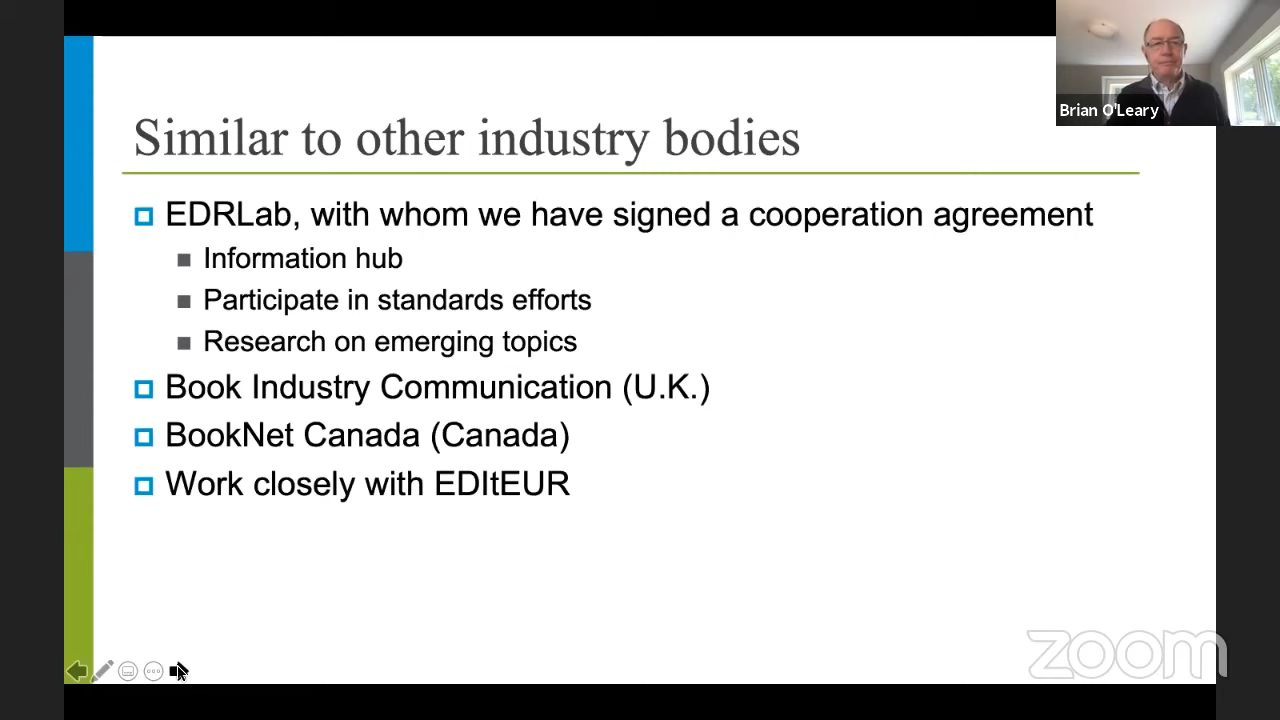 Brian O'Leary
Similar to other industry bodies
EDRLab, with whom we have signed a cooperation agreement
Information hub
Participate in standards efforts
Research on emerging topics
Book Industry Communication (U.K.)
BookNet Canada (Canada)
Work closely with EDItEUR
zoom